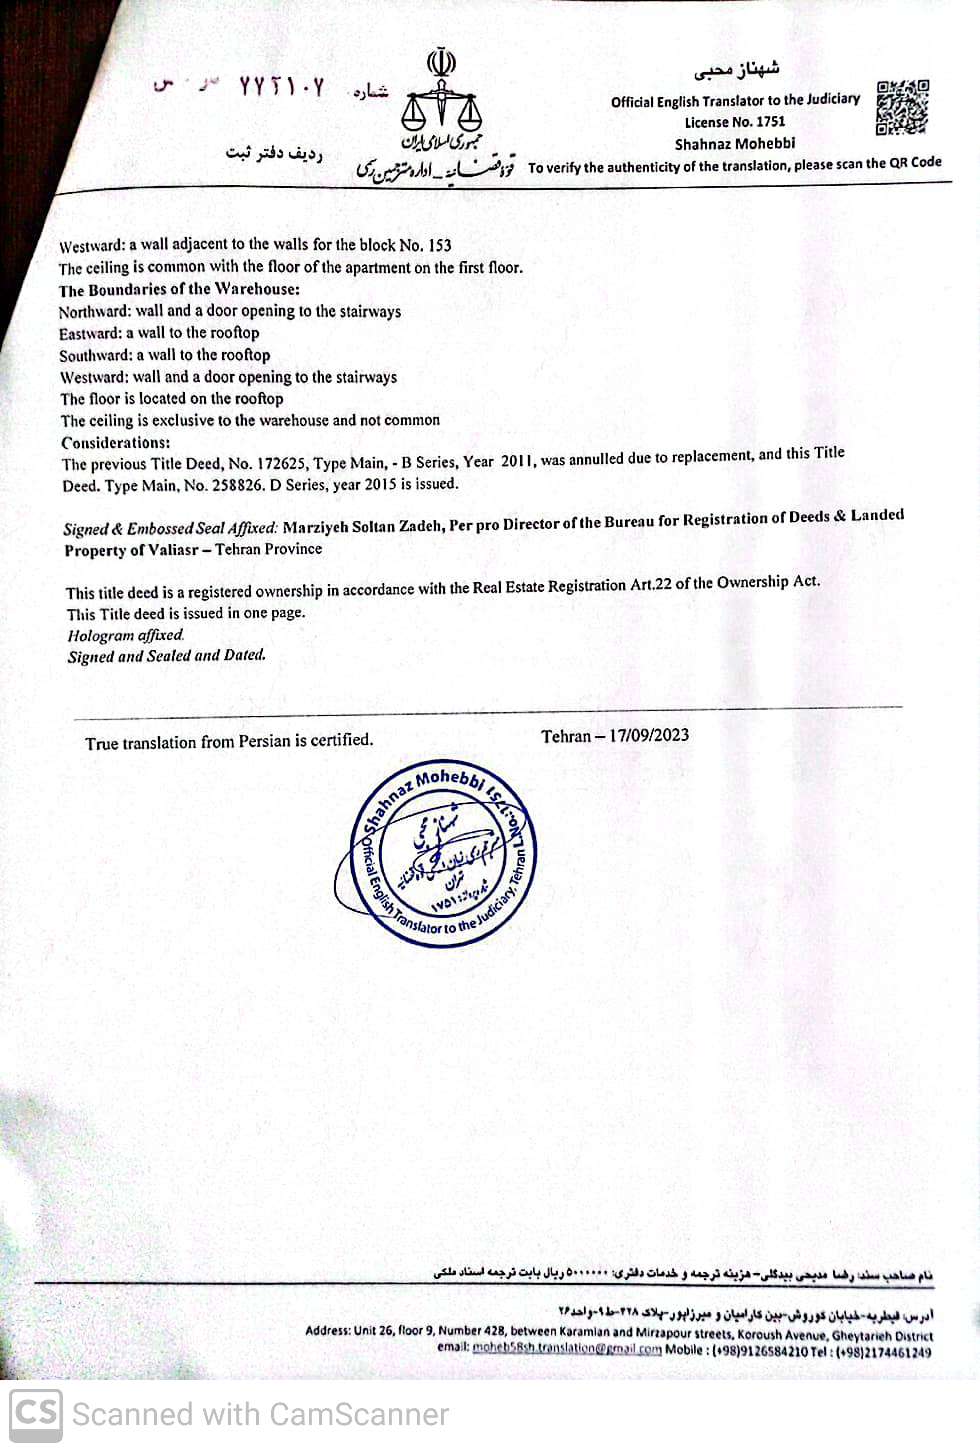 شماره ۷۷۲۱۰۷
ردیف دفتر ثبت
جمهوری اسلامی ایران
قوه قضائیه - اداره مترجمین رسمی
شهناز محبی
Official English Translator to the Judiciary
License No. 1751
Shahnaz Mohebbi
To verify the authenticity of the translation, please scan the QR Code
Westward: a wall adjacent to the walls for the block No. 153
The ceiling is common with the floor of the apartment on the first floor.
The Boundaries of the Warehouse:
Northward: wall and a door opening to the stairways
Eastward: a wall to the rooftop
Southward: a wall to the rooftop
Westward: wall and a door opening to the stairways
The floor is located on the rooftop
The ceiling is exclusive to the warehouse and not common
Considerations:
The previous Title Deed, No. 172625, Type Main, - B Series, Year 2011, was annulled due to replacement, and this Title
Deed. Type Main, No. 258826. D Series, year 2015 is issued.
Signed & Embossed Seal Affixed: Marziyeh Soltan Zadeh, Per pro Director of the Bureau for Registration of Deeds & Landed
Property of Valiasr – Tehran Province
This title deed is a registered ownership in accordance with the Real Estate Registration Art.22 of the Ownership Act.
This Title deed is issued in one page.
Hologram affixed.
Signed and Sealed and Dated.
True translation from Persian is certified.
Tehran – 17/09/2023
Shahnaz Mohebbi L.No.:1751
Official English Translator to the Judiciary, Tehran
شهناز محبی
تهران
۱۷۵۱
نام صاحب سند: رضا مدیحی بیدگلی-هزینه ترجمه و خدمات دفتری: ۵۰۰۰۰۰۰ ریال بابت ترجمه اسناد ملکی
آدرس: قیطریه-خیابان کوروش-بین کارامیان و میرزاپور-پلاک ۴۲۸-ط۹-واحد۲۶
Address: Unit 26, floor 9, Number 428, between Karamian and Mirzapour streets, Koroush Avenue, Gheytarieh District
email: moheb58sh.translation@gmail.com Mobile : (+98)9126584210 Tel : (+98)2174461249
CS Scanned with CamScanner